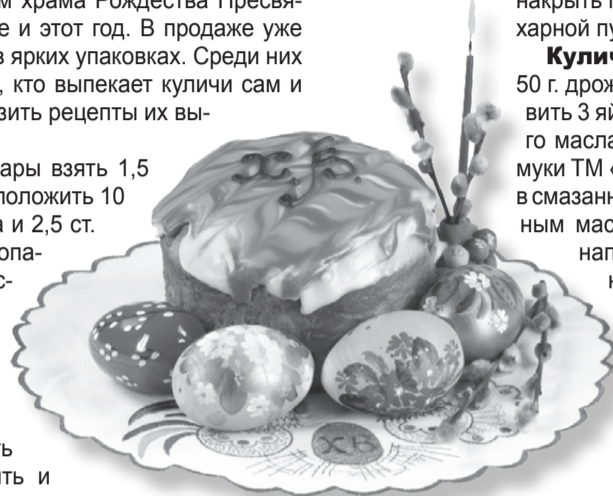 м храма Рождества Пресвя-
е и этот год. В продаже уже
в ярких упаковках. Среди них
, кто выпекает куличи сам и
зить рецепты их вы-
ары взять 1,5
положить 10
а и 2,5 ст.
опа-
с-
ть
ть и
харной пу
Кулич
50 г. дрож
вить 3 яй
го масла
муки ТМ «
в смазанн
ным мас
нап
Х.В.
ХВ